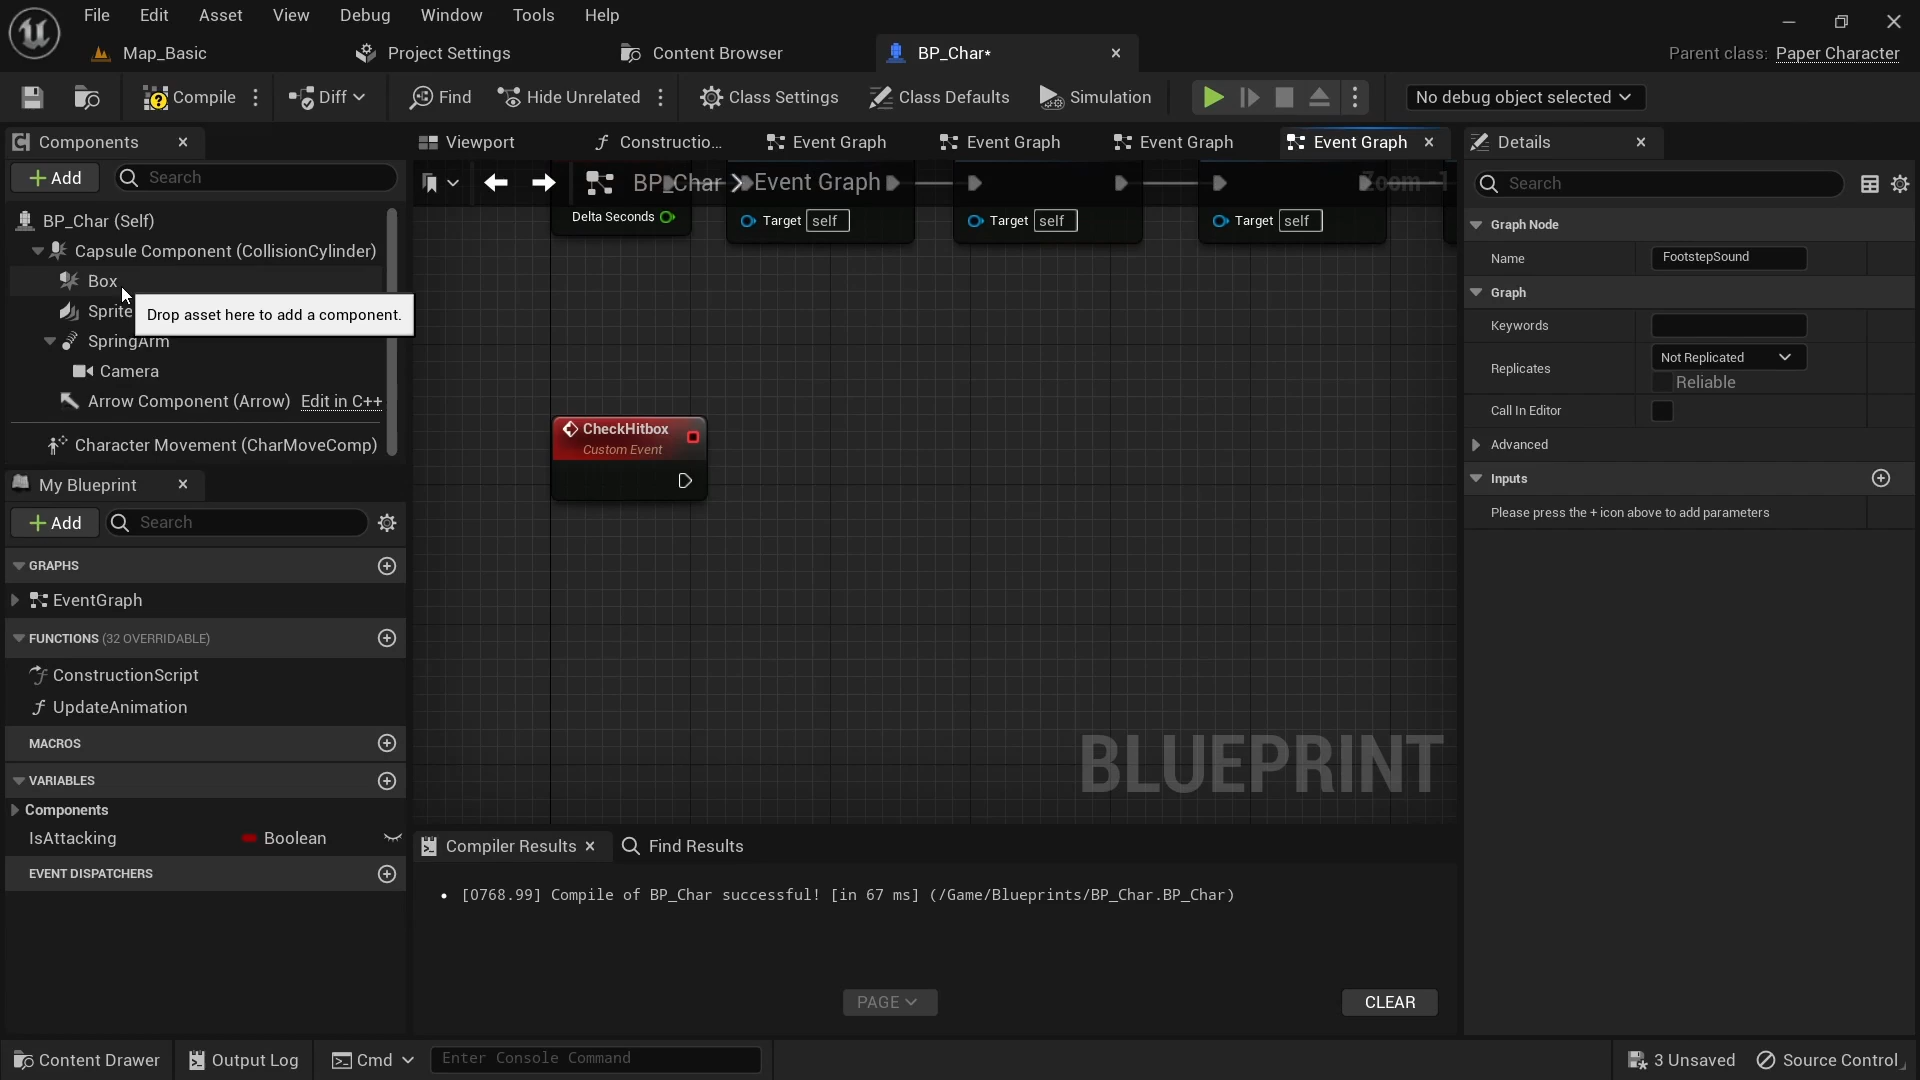 File Edit Asset View Debug Window Tools Help
Map_Basic Project Settings Content Browser BP_Char* Parent class: Paper Character
Compile Diff Find Hide Unrelated Class Settings Class Defaults Simulation No debug object selected
Components Viewport Constructio... Event Graph Event Graph Event Graph Event Graph Details
Add Search BP_Char Event Graph Zoom -1 Search
BP_Char (Self)
Capsule Component (CollisionCylinder)
Box
Drop asset here to add a component.
Sprite
SpringArm
Camera
Arrow Component (Arrow) Edit in C++
Character Movement (CharMoveComp)
Delta Seconds Target self Target self Target self
CheckHitbox
Custom Event
BLUEPRINT
Graph Node
Name FootstepSound
Graph
Keywords
Replicates Not Replicated
Reliable
Call In Editor
Advanced
Inputs
Please press the + icon above to add parameters
My Blueprint
Add Search
GRAPHS
EventGraph
FUNCTIONS (32 OVERRIDABLE)
ConstructionScript
UpdateAnimation
MACROS
VARIABLES
Components
IsAttacking Boolean
EVENT DISPATCHERS
Compiler Results Find Results
[0768.99] Compile of BP_Char successful! [in 67 ms] (/Game/Blueprints/BP_Char.BP_Char)
PAGE CLEAR
Content Drawer Output Log Cmd Enter Console Command 3 Unsaved Source Control